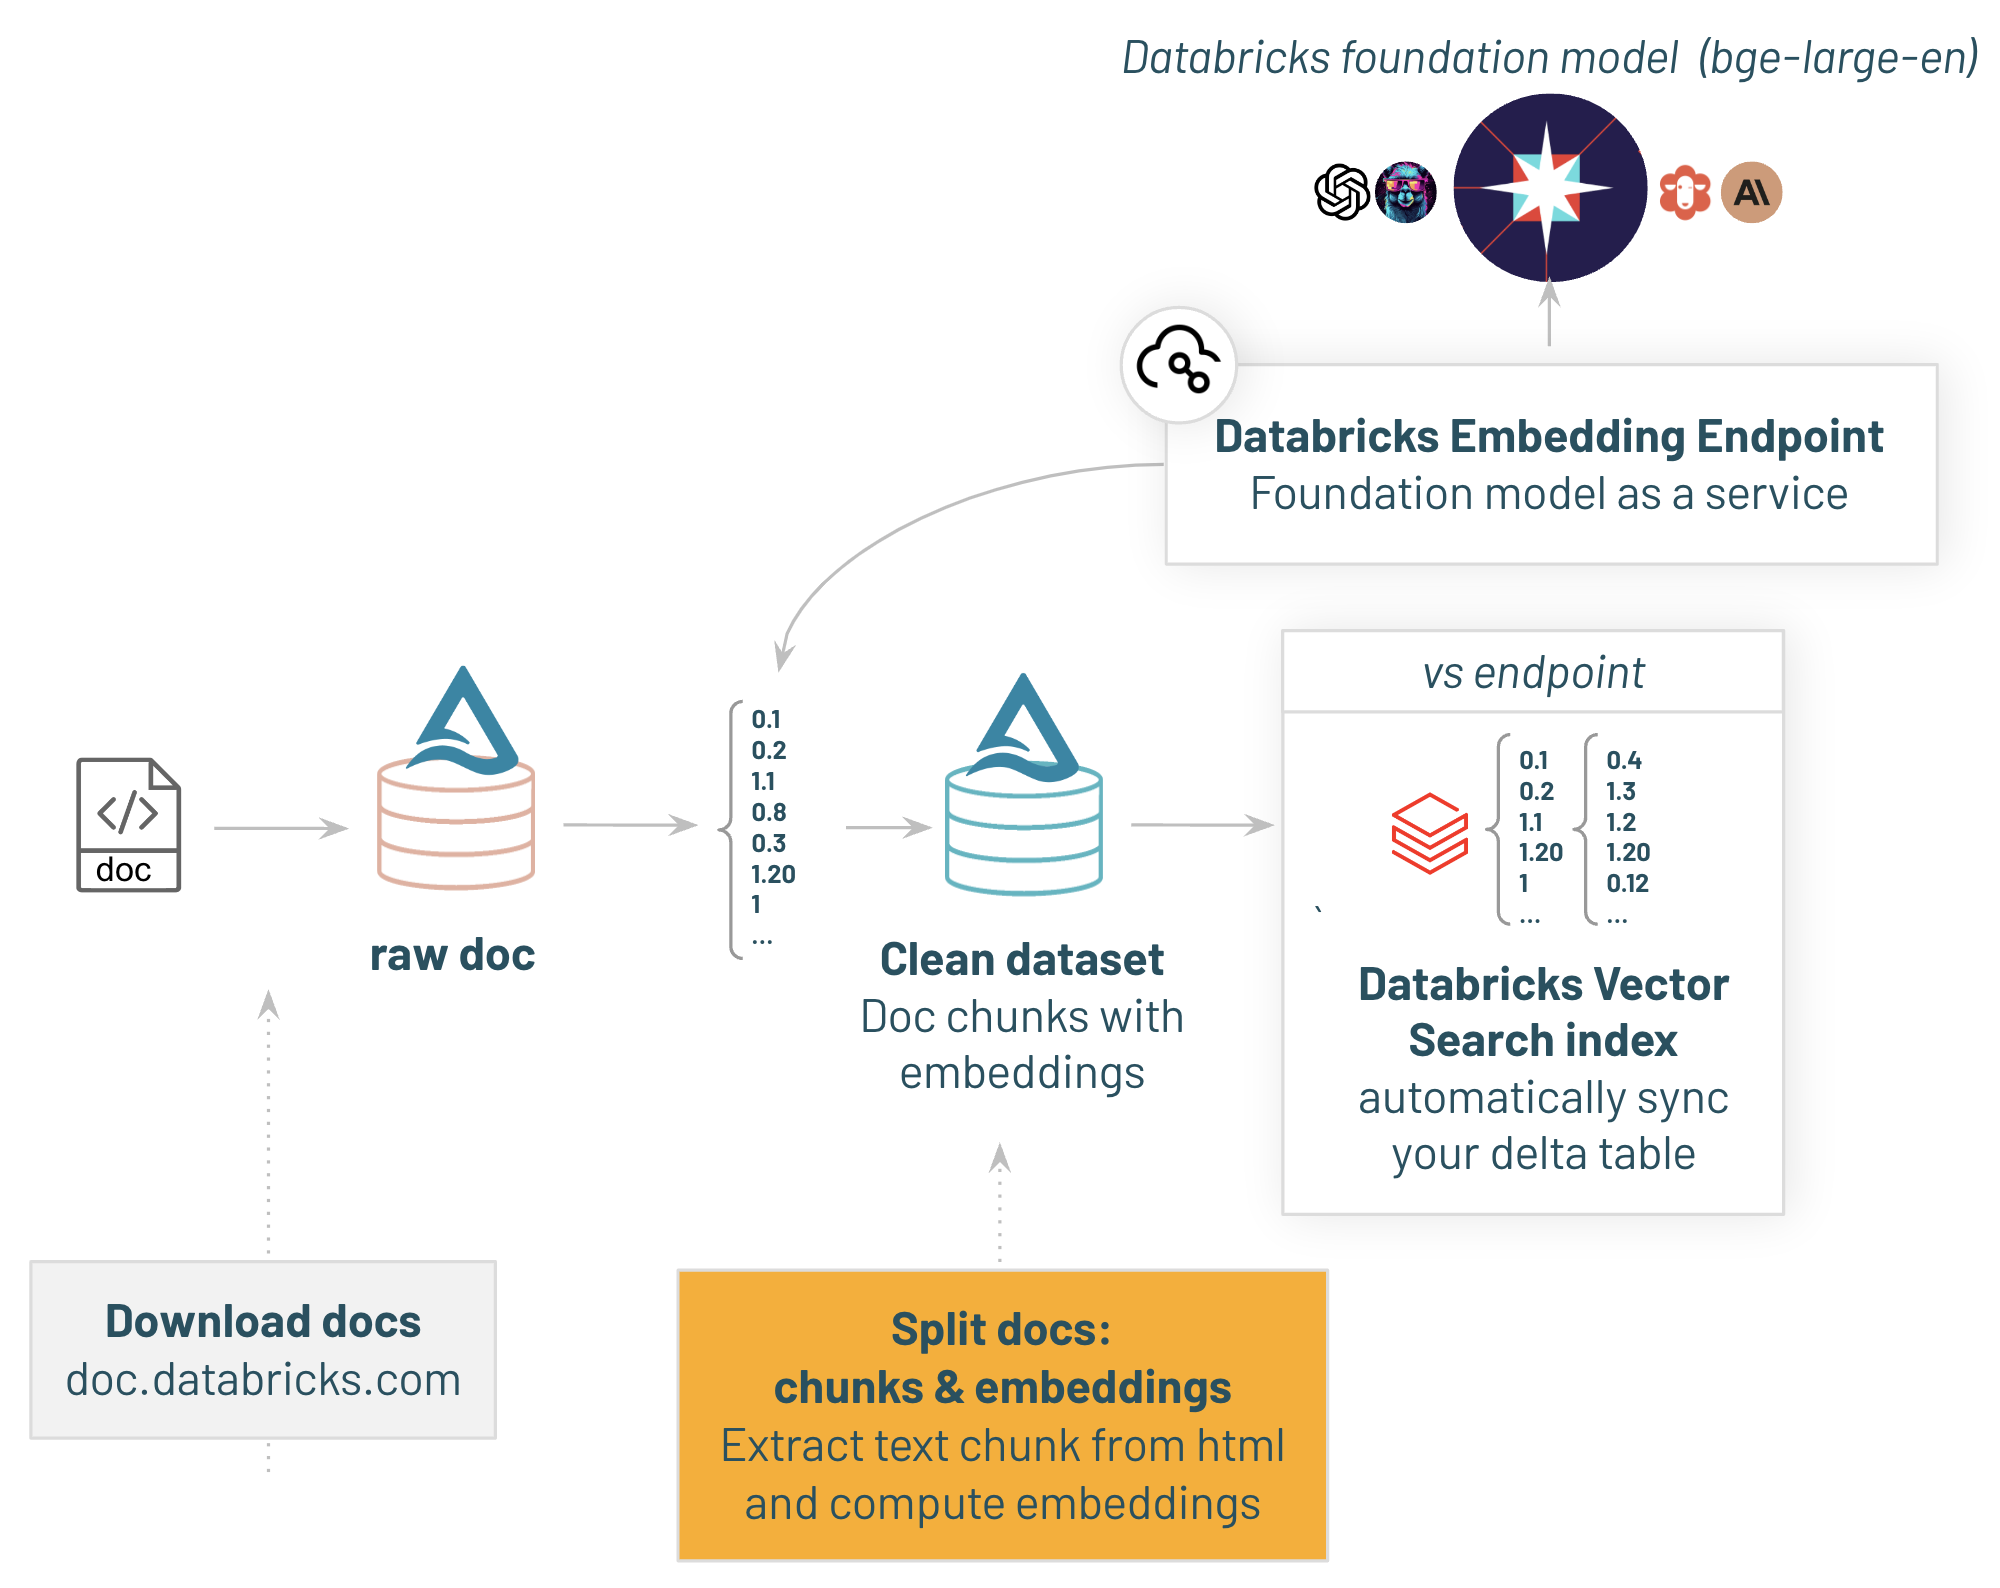 Databricks foundation model (bge-large-en)
A\
Databricks Embedding Endpoint
Foundation model as a service
</>
doc
raw doc
0.1
0.2
1.1
0.8
0.3
1.20
1
...
Clean dataset
Doc chunks with
embeddings
vs endpoint
0.1
0.2
1.1
1.20
1
...
0.4
1.3
1.2
1.20
0.12
...
`
Databricks Vector
Search index
automatically sync
your delta table
Download docs
doc.databricks.com
Split docs:
chunks & embeddings
Extract text chunk from html
and compute embeddings